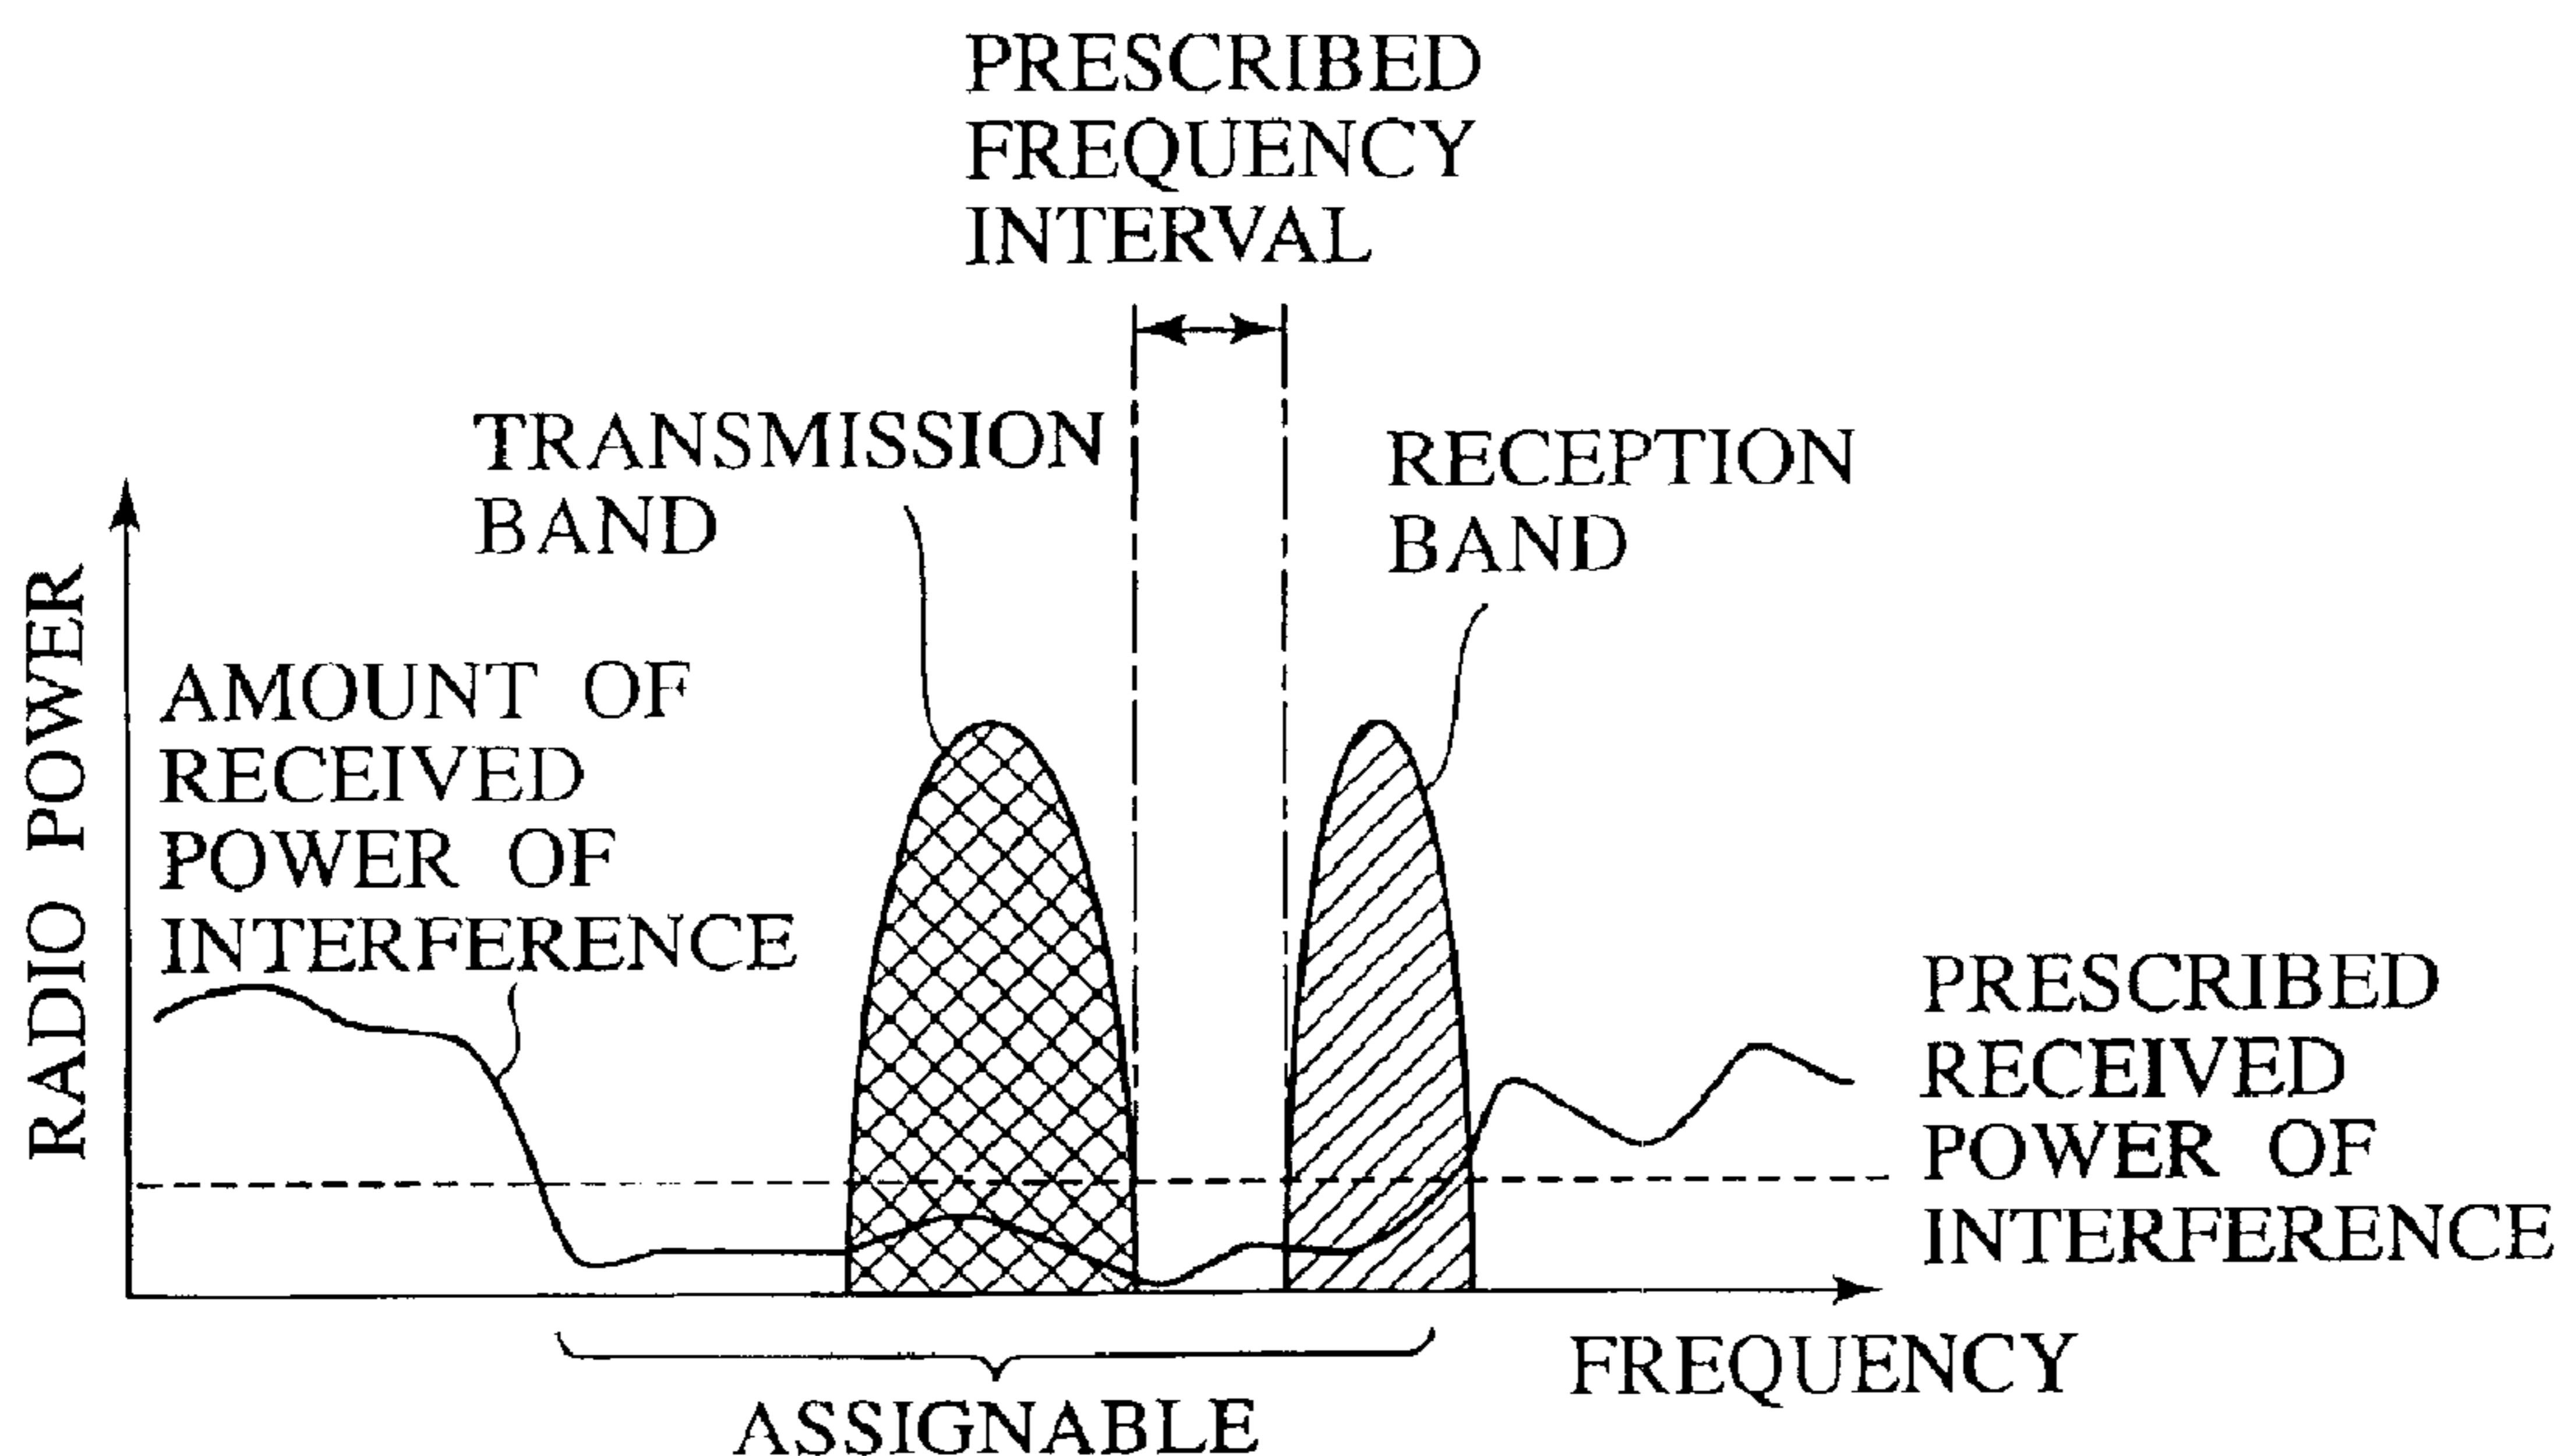 PRESCRIBED
FREQUENCY
INTERVAL
TRANSMISSION
BAND
RECEPTION
BAND
RADIO POWER
AMOUNT OF
RECEIVED
POWER OF
INTERFERENCE
PRESCRIBED
RECEIVED
POWER OF
INTERFERENCE
FREQUENCY
ASSIGNABLE